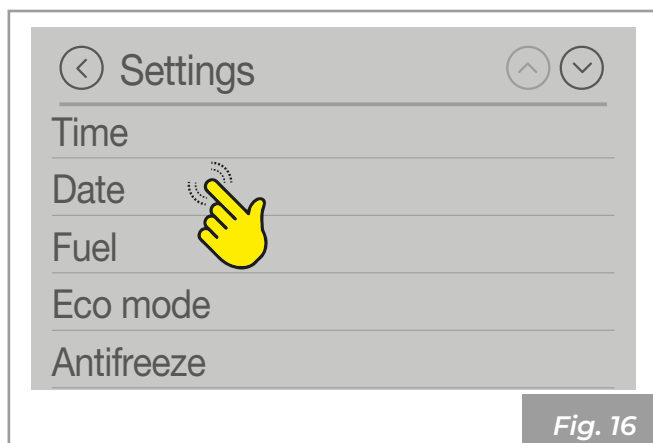 Settings
Time
Date
Fuel
Eco mode
Antifreeze
Fig. 16